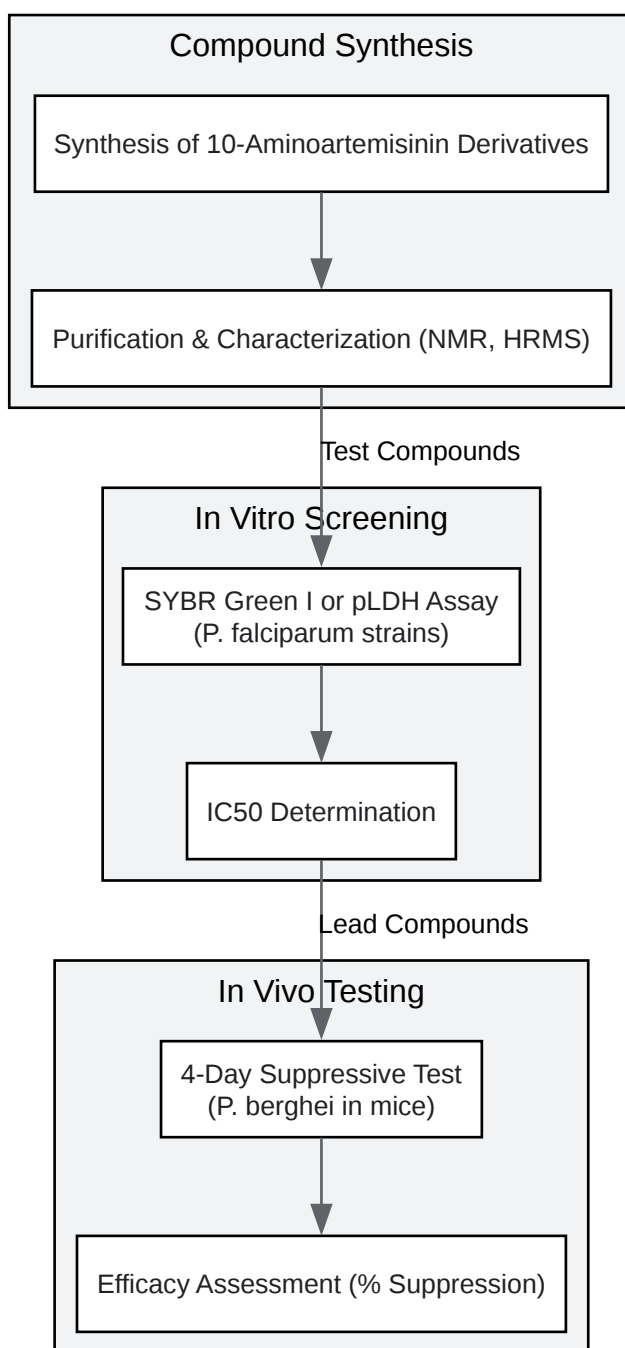 Compound Synthesis
Synthesis of 10-Aminoartemisinin Derivatives
Purification & Characterization (NMR, HRMS)
Test Compounds
In Vitro Screening
SYBR Green I or pLDH Assay
(P. falciparum strains)
IC50 Determination
Lead Compounds
In Vivo Testing
4-Day Suppressive Test
(P. berghei in mice)
Efficacy Assessment (% Suppression)